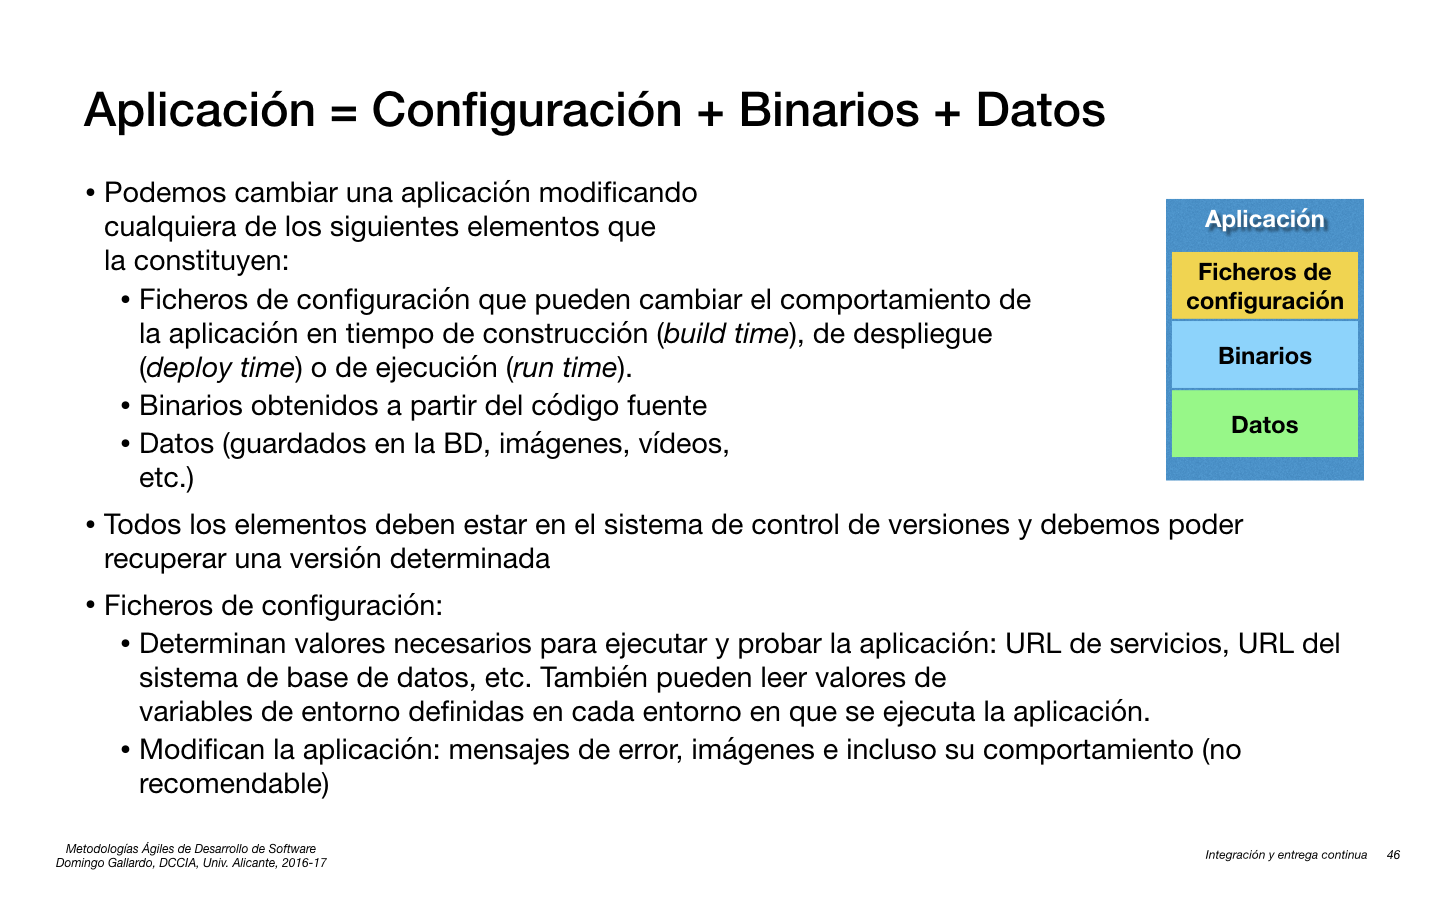 Aplicación = Configuración + Binarios + Datos
• Podemos cambiar una aplicación modificando
cualquiera de los siguientes elementos que
la constituyen:
• Ficheros de configuración que pueden cambiar el comportamiento de
la aplicación en tiempo de construcción (build time), de despliegue
(deploy time) o de ejecución (run time).
• Binarios obtenidos a partir del código fuente
• Datos (guardados en la BD, imágenes, vídeos,
etc.)
Aplicación
Ficheros de
configuración
Binarios
Datos
• Todos los elementos deben estar en el sistema de control de versiones y debemos poder
recuperar una versión determinada
• Ficheros de configuración:
• Determinan valores necesarios para ejecutar y probar la aplicación: URL de servicios, URL del
sistema de base de datos, etc. También pueden leer valores de
variables de entorno definidas en cada entorno en que se ejecuta la aplicación.
• Modifican la aplicación: mensajes de error, imágenes e incluso su comportamiento (no
recomendable)
Metodologías Ágiles de Desarrollo de Software
Domingo Gallardo, DCCIA, Univ. Alicante, 2016-17
Integración y entrega continua 46